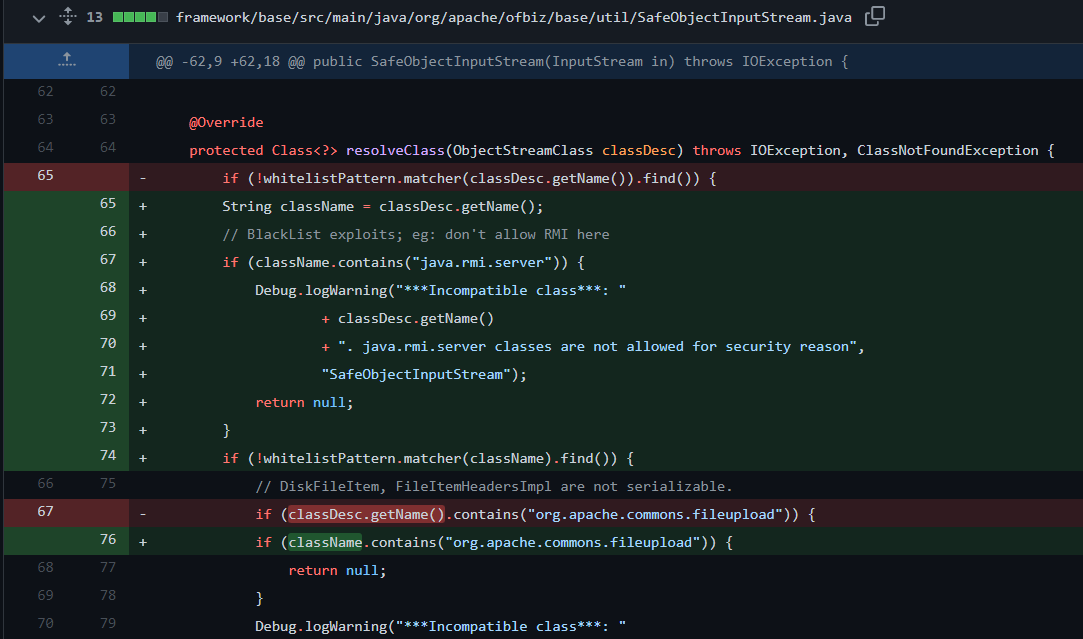 13 framework/base/src/main/java/org/apache/ofbiz/base/util/SafeObjectInputStream.java
@@ -62,9 +62,18 @@ public SafeObjectInputStream(InputStream in) throws IOException {
62 62
63 63 @Override
64 64 protected Class<?> resolveClass(ObjectStreamClass classDesc) throws IOException, ClassNotFoundException {
65 - if (!whitelistPattern.matcher(classDesc.getName()).find()) {
65 + String className = classDesc.getName();
66 + // BlackList exploits; eg: don't allow RMI here
67 + if (className.contains("java.rmi.server")) {
68 + Debug.logWarning("***Incompatible class***: "
69 + + classDesc.getName()
70 + + ". java.rmi.server classes are not allowed for security reason",
71 + "SafeObjectInputStream");
72 + return null;
73 + }
74 + if (!whitelistPattern.matcher(className).find()) {
66 75 // DiskFileItem, FileItemHeadersImpl are not serializable.
67 - if (classDesc.getName().contains("org.apache.commons.fileupload")) {
76 + if (className.contains("org.apache.commons.fileupload")) {
68 77 return null;
69 78 }
70 79 Debug.logWarning("***Incompatible class***: "